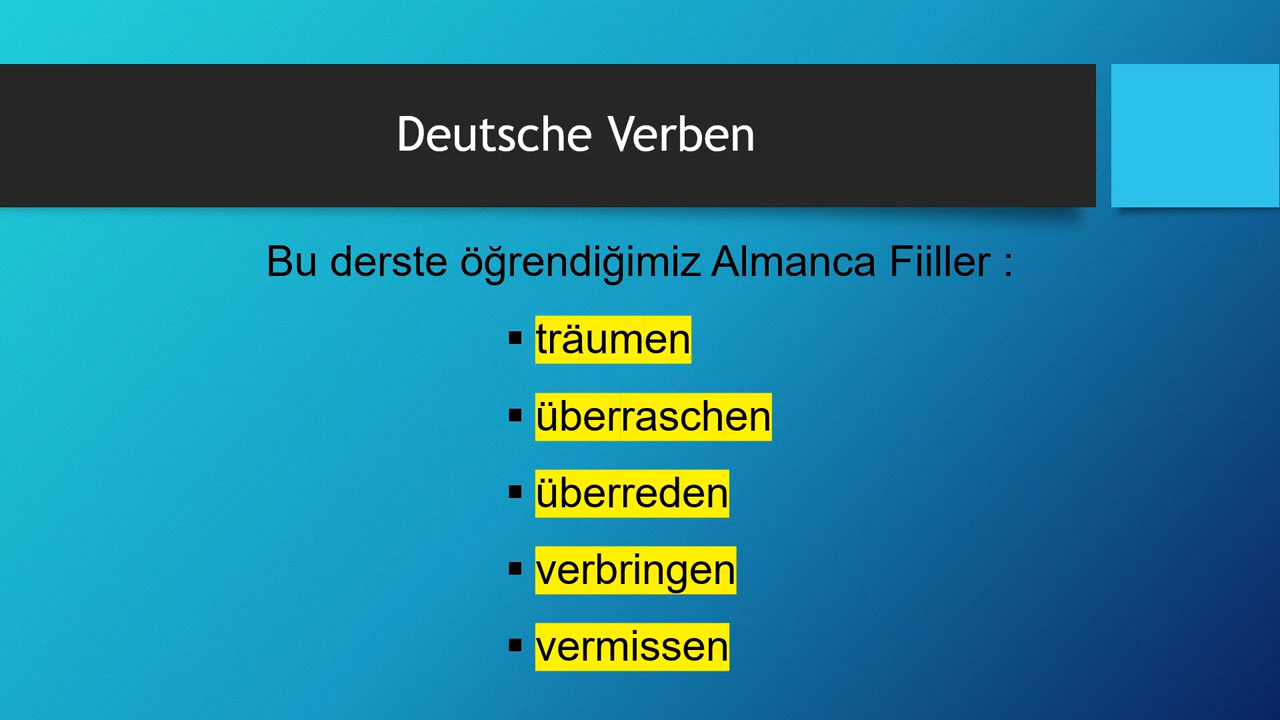 Deutsche Verben
Bu derste öğrendiğimiz Almanca Fiiller :
▪ träumen
▪ überraschen
▪ überreden
▪ verbringen
▪ vermissen